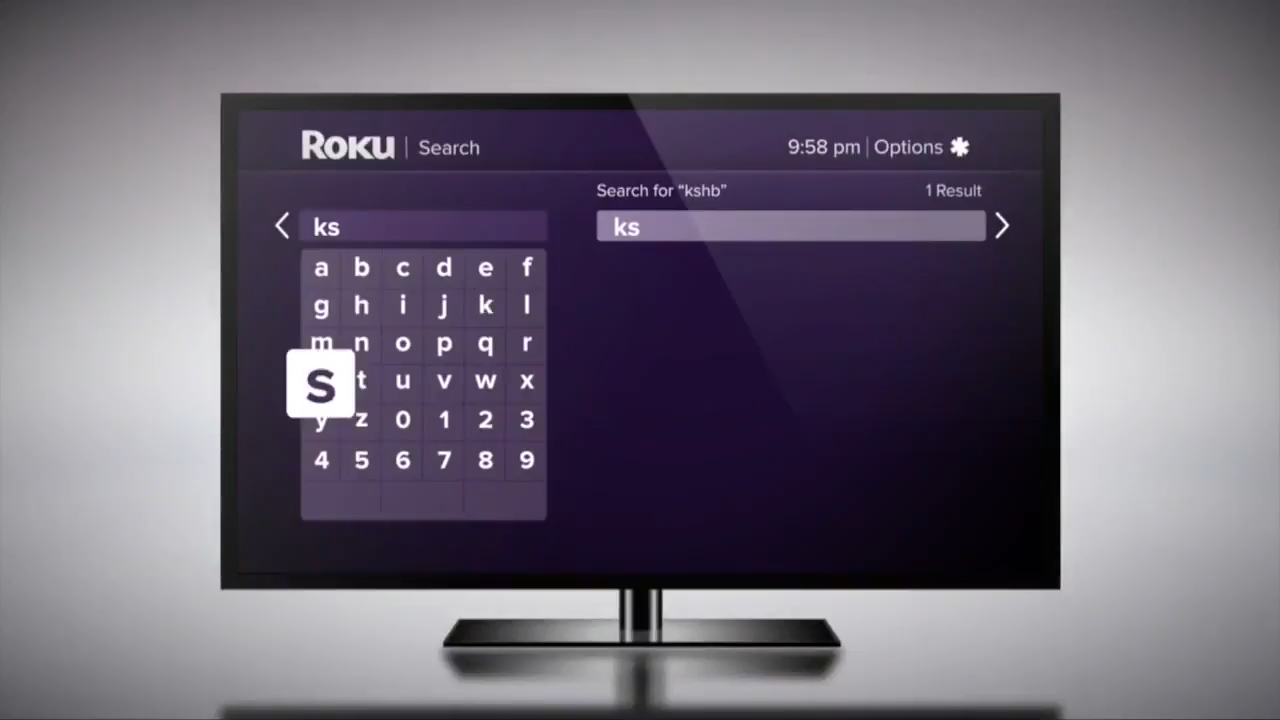 Roku | Search
9:58 pm | Options ✱
Search for “kshb”
1 Result
ks
ks
a b c d e f
g h i j k l
m n o p q r
S t u v w x
y z 0 1 2 3
4 5 6 7 8 9